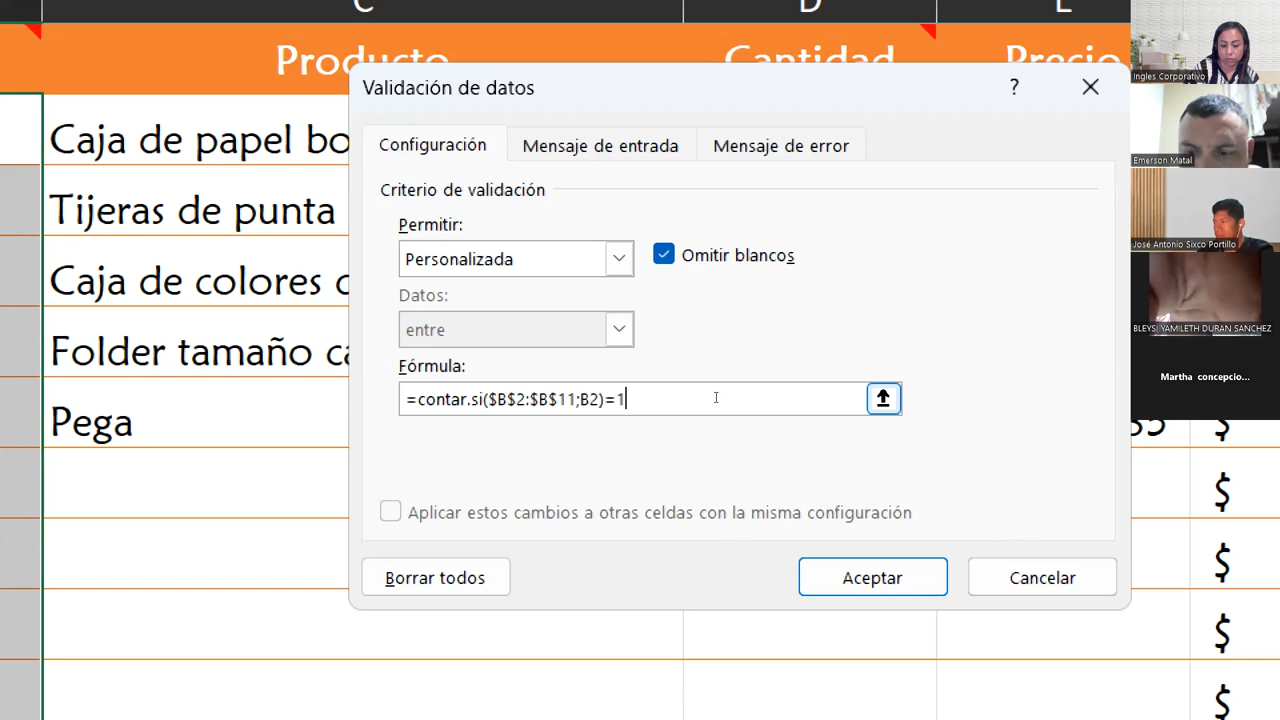 C D E
Producto Cantidad Precio
Validación de datos ?
Configuración Mensaje de entrada Mensaje de error
Criterio de validación
Permitir:
Personalizada Omitir blancos
Datos:
entre
Fórmula:
=contar.si($B$2:$B$11;B2)=1
Aplicar estos cambios a otras celdas con la misma configuración
Borrar todos Aceptar Cancelar
Caja de papel bo
Tijeras de punta
Caja de colores
Folder tamaño ca
Pega $
$
$
$
$
Ingles Corporativo
Emerson Matal
José Antonio Sixco Portillo
BLEYSI YAMILETH DURAN SANCHEZ
Martha concepcio...